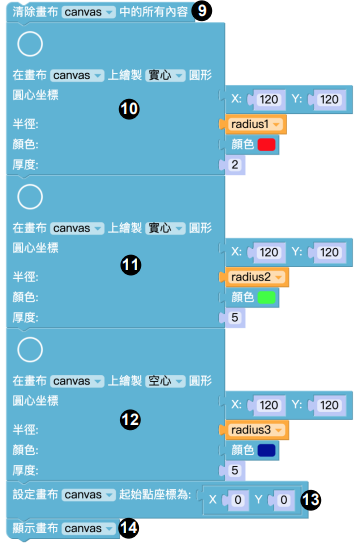 清除畫布 canvas 中的所有內容 9
在畫布 canvas 上繪製 實心 圓形
圓心坐標 X: 120 Y: 120
10
半徑: radius1
顏色: 顏色
厚度: 2
在畫布 canvas 上繪製 實心 圓形
圓心坐標 X: 120 Y: 120
11
半徑: radius2
顏色: 顏色
厚度: 5
在畫布 canvas 上繪製 空心 圓形
圓心坐標 X: 120 Y: 120
12
半徑: radius3
顏色: 顏色
厚度: 5
設定畫布 canvas 起始點座標為: X 0 Y 0 13
顯示畫布 canvas 14